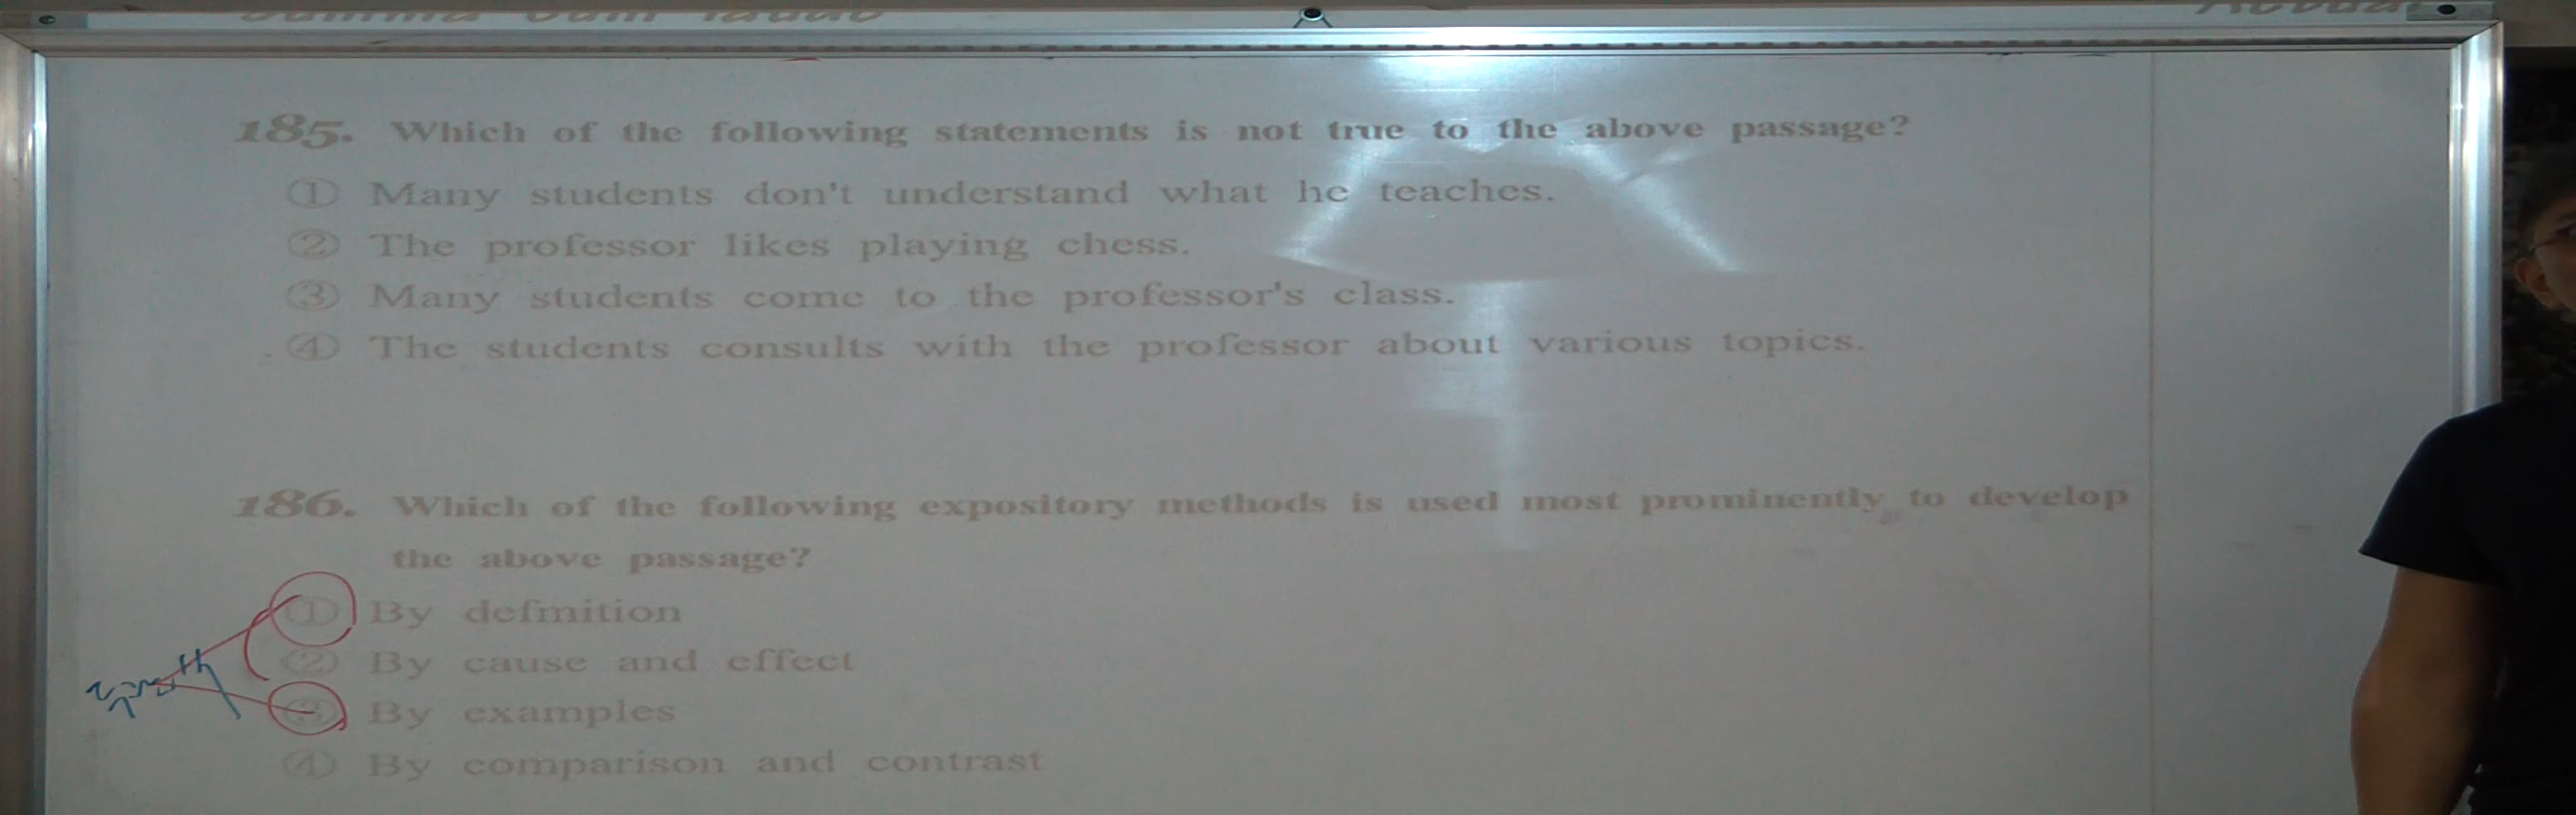 185. Which of the following statements is not true to the above passage?
① Many students don't understand what he teaches.
② The professor likes playing chess.
③ Many students come to the professor's class.
④ The students consults with the professor about various topics.
186. Which of the following expository methods is used most prominently to develop
the above passage?
① By defmition
② By cause and effect
③ By examples
④ By comparison and contrast